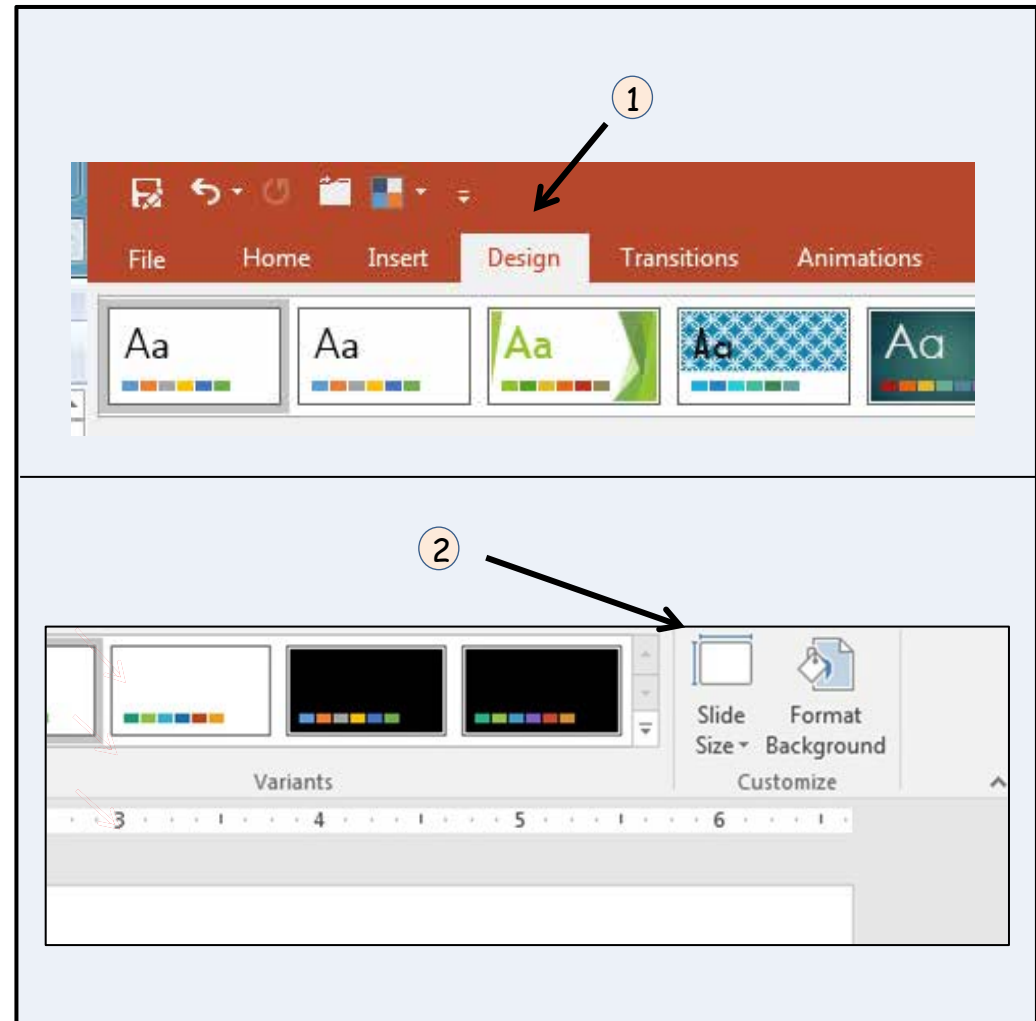 1
File Home Insert Design Transitions Animations
Aa Aa Aa Aa Aa
2
Slide Format
Size Background
Variants Customize
3 4 5 6